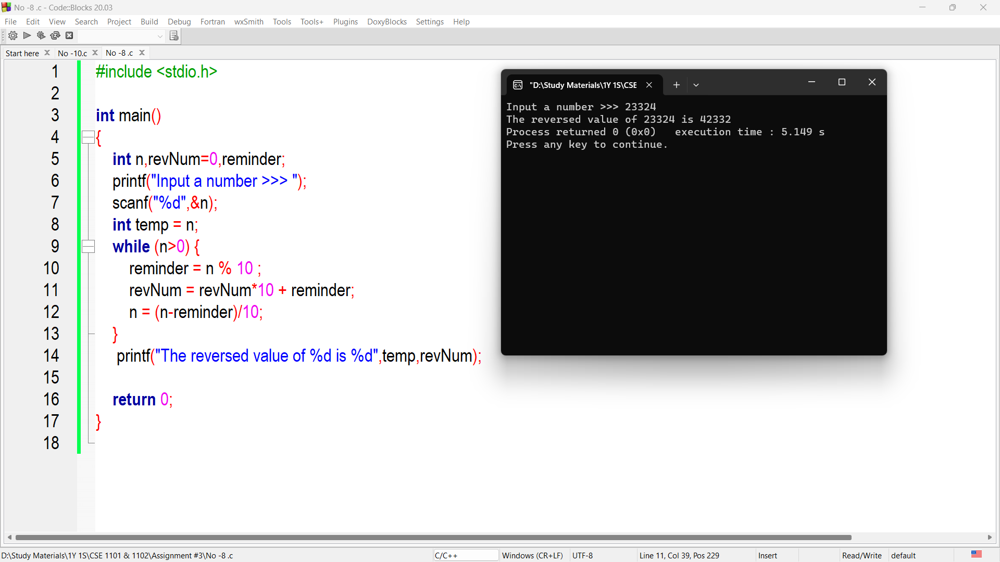 No -8 .c - Code::Blocks 20.03
File Edit View Search Project Build Debug Fortran wxSmith Tools Tools+ Plugins DoxyBlocks Settings Help
Start here No -10.c No -8 .c
1 #include <stdio.h>
2
3 int main()
4 {
5 int n,revNum=0,reminder;
6 printf("Input a number >>> ");
7 scanf("%d",&n);
8 int temp = n;
9 while (n>0) {
10 reminder = n % 10 ;
11 revNum = revNum*10 + reminder;
12 n = (n-reminder)/10;
13 }
14 printf("The reversed value of %d is %d",temp,revNum);
15
16 return 0;
17 }
18
"D:\Study Materials\1Y 1S\CSE
Input a number >>> 23324
The reversed value of 23324 is 42332
Process returned 0 (0x0)   execution time : 5.149 s
Press any key to continue.
D:\Study Materials\1Y 1S\CSE 1101 & 1102\Assignment #3\No -8 .c C/C++ Windows (CR+LF) UTF-8 Line 11, Col 39, Pos 229 Insert Read/Write default